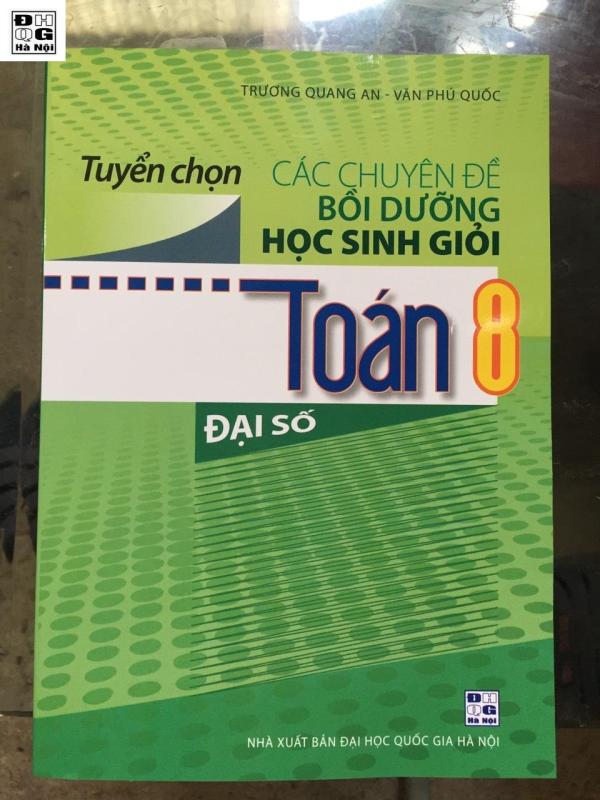 ĐH
QG
Hà Nội
TRƯƠNG QUANG AN - VĂN PHÚ QUỐC
Tuyển chọn
CÁC CHUYÊN ĐỀ
BỒI DƯỠNG
HỌC SINH GIỎI
Toán 8
ĐẠI SỐ
ĐH
QG
Hà Nội
NHÀ XUẤT BẢN ĐẠI HỌC QUỐC GIA HÀ NỘI